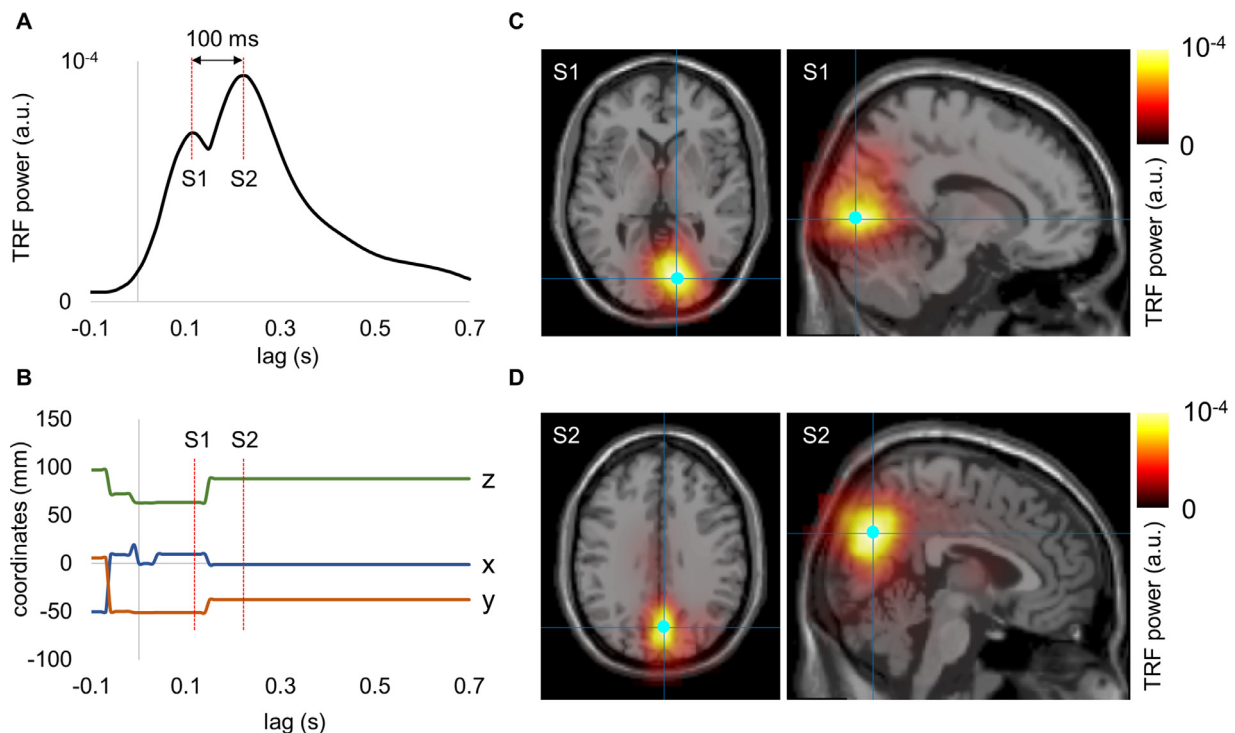 A
100 ms
10-4
TRF power (a.u.)
S1
S2
0
-0.1
0.1
0.3
0.5
0.7
lag (s)
B
150
100
50
0
-50
-100
coordinates (mm)
S1
S2
z
x
y
-0.1
0.1
0.3
0.5
0.7
lag (s)
C
S1
S1
10-4
0
TRF power (a.u.)
D
S2
S2
10-4
0
TRF power (a.u.)